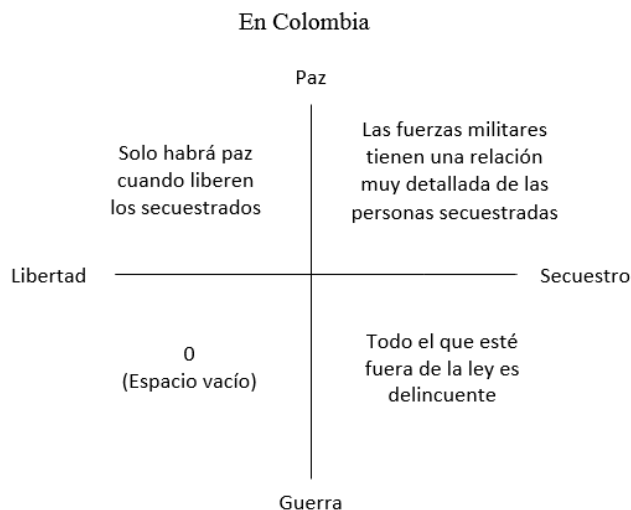 En Colombia
Paz
Solo habrá paz
cuando liberen
los secuestrados
Las fuerzas militares
tienen una relación
muy detallada de las
personas secuestradas
Libertad
Secuestro
0
(Espacio vacío)
Todo el que esté
fuera de la ley es
delincuente
Guerra